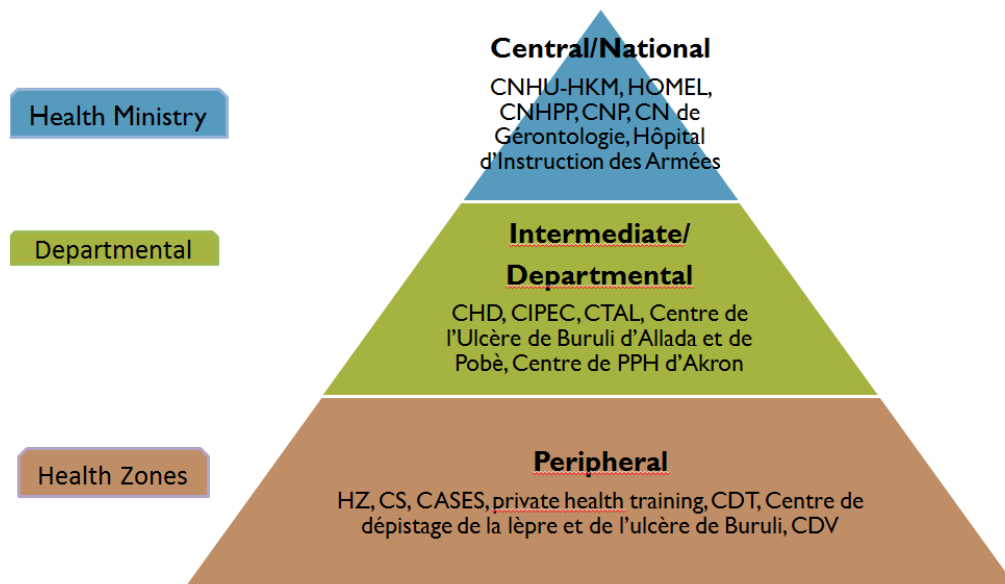 Central/National
CNHU-HKM, HOMEL,
CNHPP, CNP, CN de
Gérontologie, Hôpital
d'Instruction des Armées
Health Ministry
Intermediate/
Departmental
CHD, CIPEC, CTAL, Centre de
l'Ulcère de Buruli d'Allada et de
Pobè, Centre de PPH d'Akron
Departmental
Peripheral
HZ, CS, CASES, private health training, CDT, Centre de
dépistage de la lèpre et de l'ulcère de Buruli, CDV
Health Zones